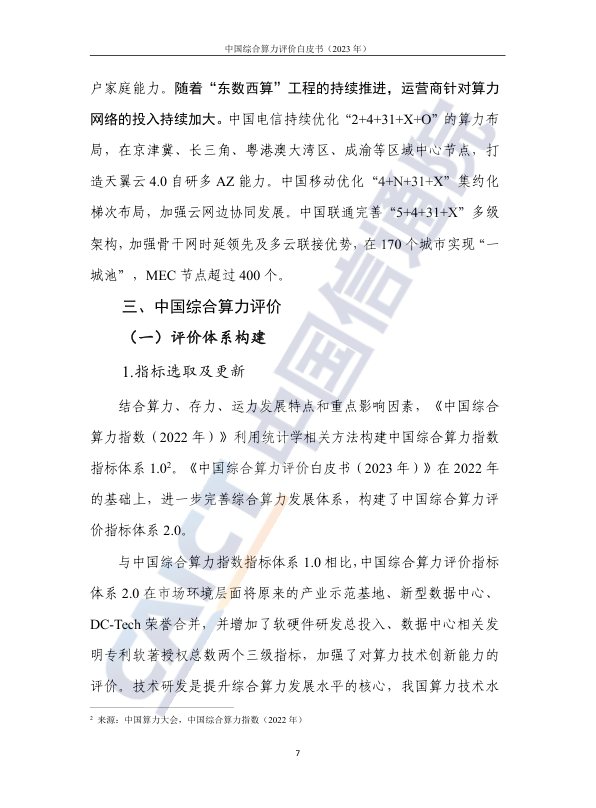 中国综合算力评价白皮书（2023 年）
户家庭能力。随着“东数西算”工程的持续推进，运营商针对算力
网络的投入持续加大。中国电信持续优化“2+4+31+X+O”的算力布
局，在京津冀、长三角、粤港澳大湾区、成渝等区域中心节点，打
造天翼云 4.0 自研多 AZ 能力。中国移动优化“4+N+31+X”集约化
梯次布局，加强云网边协同发展。中国联通完善“5+4+31+X”多级
架构，加强骨干网时延领先及多云联接优势，在 170 个城市实现“一
城池”，MEC 节点超过 400 个。
三、中国综合算力评价
（一）评价体系构建
1.指标选取及更新
结合算力、存力、运力发展特点和重点影响因素，《中国综合
算力指数（2022 年）》利用统计学相关方法构建中国综合算力指数
指标体系 1.0²。《中国综合算力评价白皮书（2023 年）》在 2022 年
的基础上，进一步完善综合算力发展体系，构建了中国综合算力评
价指标体系 2.0。
与中国综合算力指数指标体系 1.0 相比，中国综合算力评价指标
体系 2.0 在市场环境层面将原来的产业示范基地、新型数据中心、
DC-Tech 荣誉合并，并增加了软硬件研发总投入、数据中心相关发
明专利软著授权总数两个三级指标，加强了对算力技术创新能力的
评价。技术研发是提升综合算力发展水平的核心，我国算力技术水
² 来源：中国算力大会，中国综合算力指数（2022 年）
7
CAICT 中国信通院